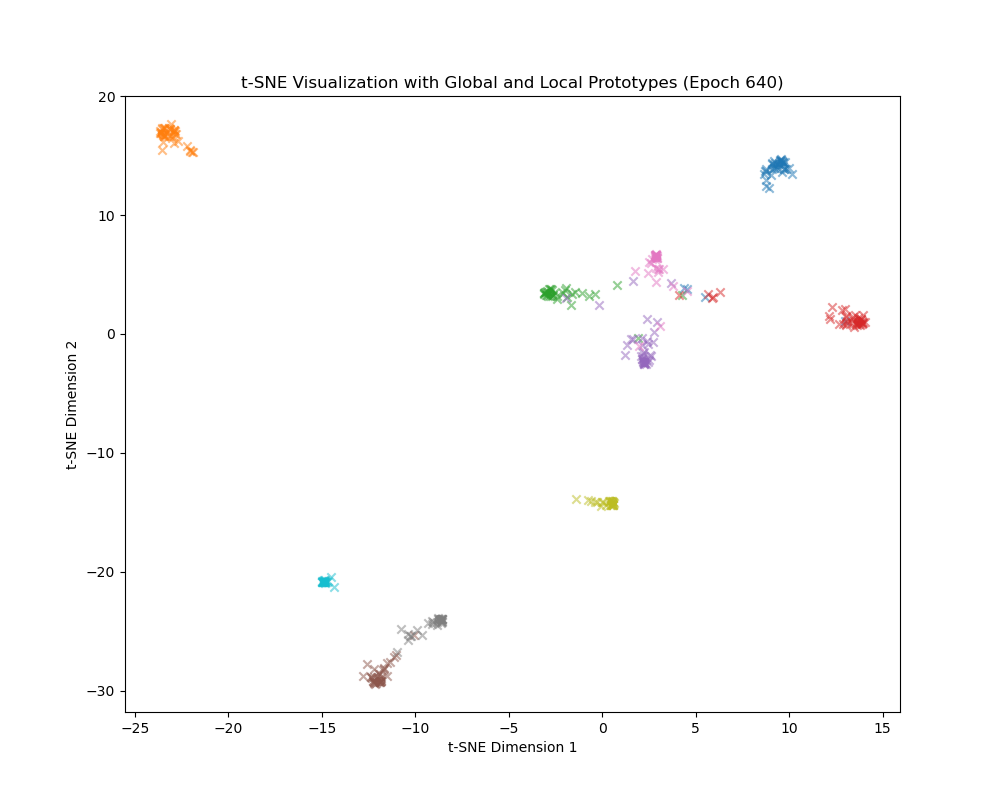 t-SNE Visualization with Global and Local Prototypes (Epoch 640)
20
10
0
−10
−20
−30
t-SNE Dimension 2
−25 −20 −15 −10 −5 0 5 10 15
t-SNE Dimension 1